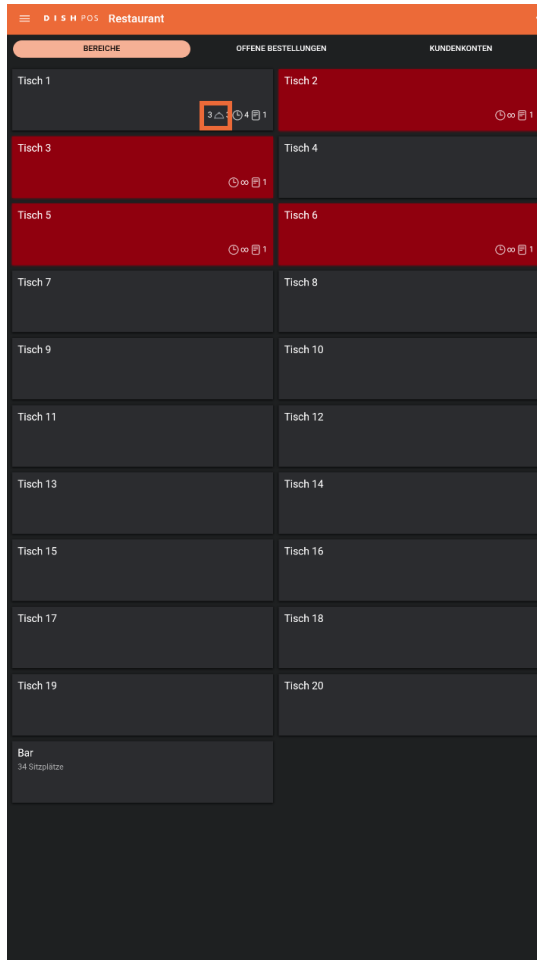 DISH POS Restaurant
BEREICHE OFFENE BESTELLUNGEN KUNDENKONTEN
Tisch 1 Tisch 2
3 4 1 ∞ 1
Tisch 3 Tisch 4
∞ 1
Tisch 5 Tisch 6
∞ 1 ∞ 1
Tisch 7 Tisch 8
Tisch 9 Tisch 10
Tisch 11 Tisch 12
Tisch 13 Tisch 14
Tisch 15 Tisch 16
Tisch 17 Tisch 18
Tisch 19 Tisch 20
Bar
34 Sitzplätze